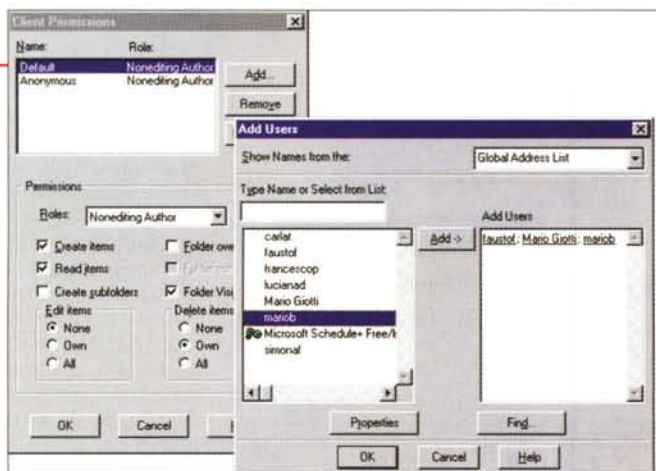 Client Permissions
Name: Role:
Default Nonediting Author
Anonymous Nonediting Author
Add...
Remove
Permissions
Roles: Nonediting Author
Create items
Read items
Create subfolders
Folder
Folder
Edit items
None
Own
All
Delete items
None
Own
All
OK
Cancel
Add Users
Show Names from the: Global Address List
Type Name or Select from List:
carlat
faustof
francescop
lucianad
Mario Giotti
mariob
Microsoft Schedule+
simonal
Add ->
Add Users
faustof; Mario Giotti; mariob
Properties
Find...
OK
Cancel
Help